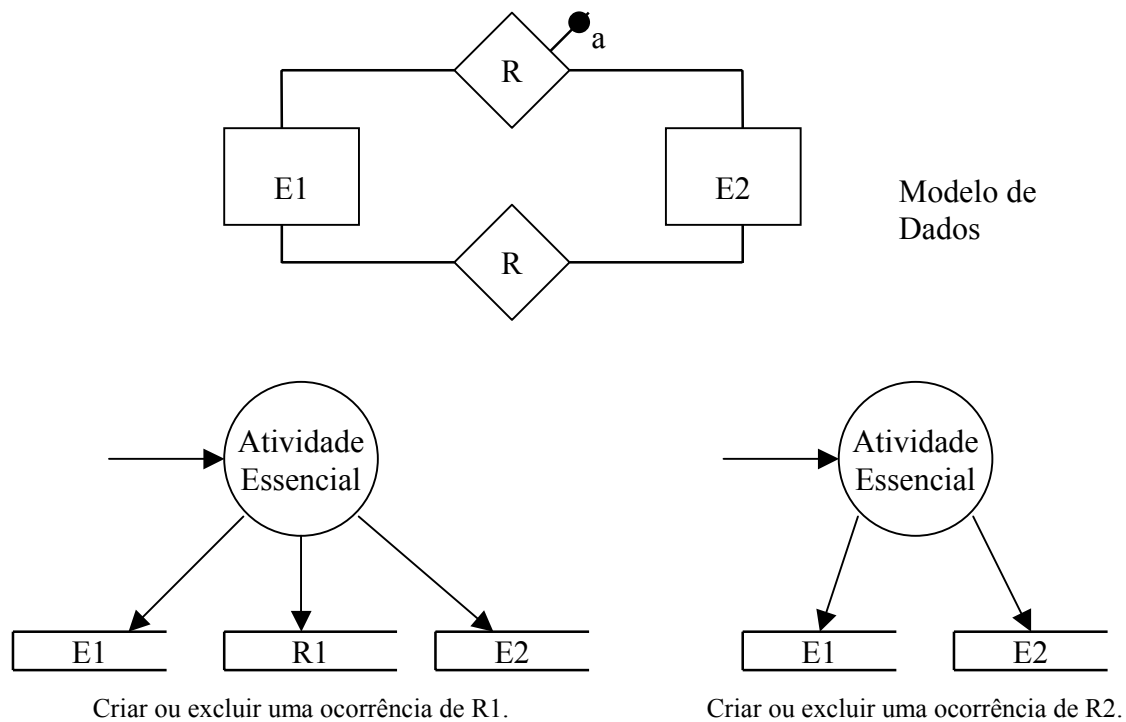 a
R
E1
E2
Modelo de
Dados
R
Atividade
Essencial
Atividade
Essencial
E1
R1
E2
E1
E2
Criar ou excluir uma ocorrência de R1.
Criar ou excluir uma ocorrência de R2.